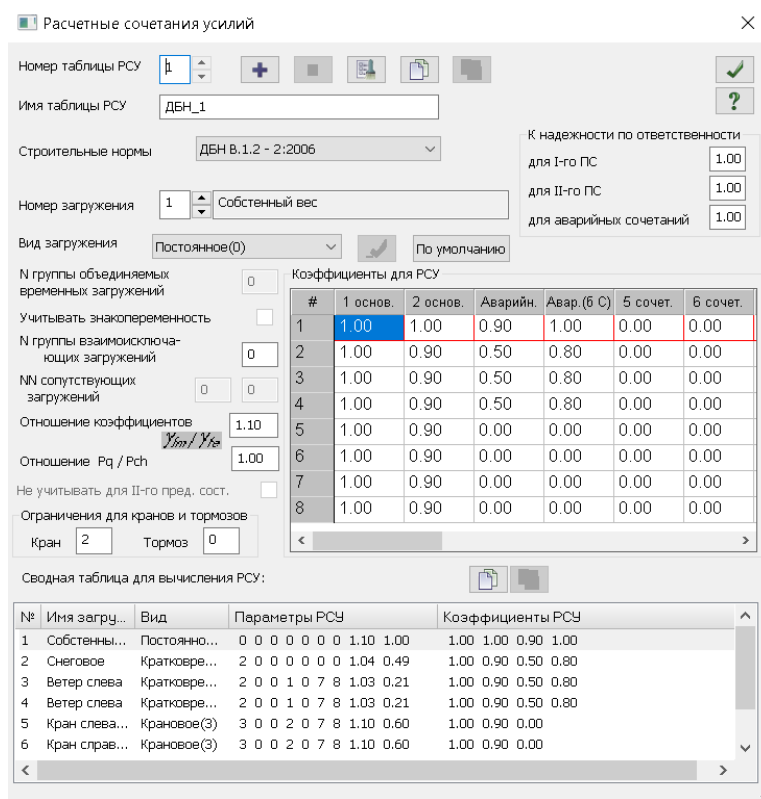 Расчетные сочетания усилий
Номер таблицы РСУ 1
Имя таблицы РСУ ДБН_1
Строительные нормы ДБН В.1.2 - 2:2006
К надежности по ответственности
для I-го ПС 1.00
для II-го ПС 1.00
для аварийных сочетаний 1.00
Номер загружения 1 Собстенный вес
Вид загружения Постоянное(0) По умолчанию
N группы объединяемых
временных загружений 0
Учитывать знакопеременность
N группы взаимоисключа-
ющих загружений 0
NN сопутствующих
загружений 0 0
Отношение коэффициентов 1.10
γfm / γfe
Отношение Pq / Pch 1.00
Не учитывать для II-го пред. сост.
Ограничения для кранов и тормозов
Кран 2 Тормоз 0
Коэффициенты для РСУ
# 1 основ. 2 основ. Аварийн. Авар.(б С) 5 сочет. 6 сочет.
1 1.00 1.00 0.90 1.00 0.00 0.00
2 1.00 0.90 0.50 0.80 0.00 0.00
3 1.00 0.90 0.50 0.80 0.00 0.00
4 1.00 0.90 0.50 0.80 0.00 0.00
5 1.00 0.90 0.00 0.00 0.00 0.00
6 1.00 0.90 0.00 0.00 0.00 0.00
7 1.00 0.90 0.00 0.00 0.00 0.00
8 1.00 0.90 0.00 0.00 0.00 0.00
Сводная таблица для вычисления РСУ:
№ Имя загру... Вид Параметры РСУ Коэффициенты РСУ
1 Собстенны... Постоянно... 0 0 0 0 0 0 0 1.10 1.00 1.00 1.00 0.90 1.00
2 Снеговое Кратковре... 2 0 0 0 0 0 0 1.04 0.49 1.00 0.90 0.50 0.80
3 Ветер слева Кратковре... 2 0 0 1 0 7 8 1.03 0.21 1.00 0.90 0.50 0.80
4 Ветер слева Кратковре... 2 0 0 1 0 7 8 1.03 0.21 1.00 0.90 0.50 0.80
5 Кран слева... Крановое(3) 3 0 0 2 0 7 8 1.10 0.60 1.00 0.90 0.00
6 Кран справ... Крановое(3) 3 0 0 2 0 7 8 1.10 0.60 1.00 0.90 0.00